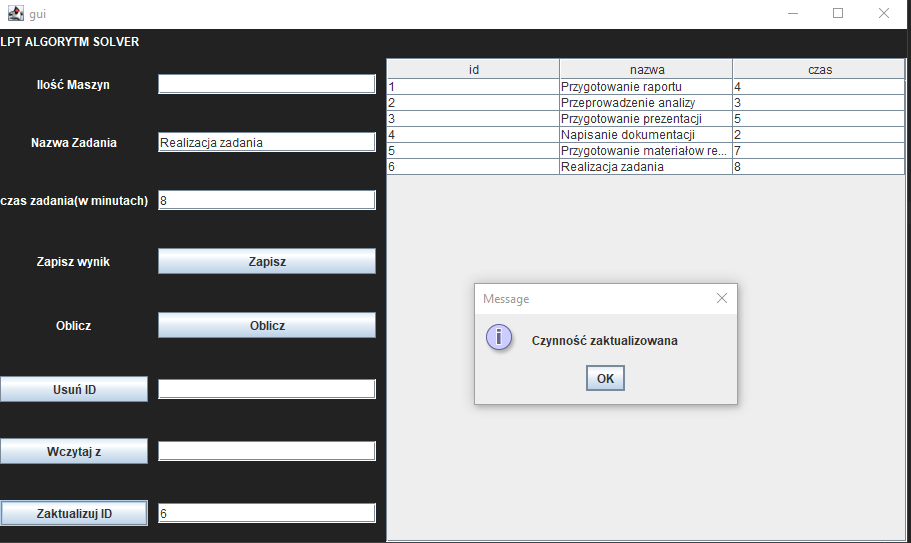 gui
LPT ALGORYTM SOLVER
Ilość Maszyn
Nazwa Zadania
Realizacja zadania
czas zadania(w minutach)
8
Zapisz wynik
Zapisz
Oblicz
Oblicz
Usuń ID
Wczytaj z
Zaktualizuj ID
6
id nazwa czas
1 Przygotowanie raportu 4
2 Przeprowadzenie analizy 3
3 Przygotowanie prezentacji 5
4 Napisanie dokumentacji 2
5 Przygotowanie materiałow re... 7
6 Realizacja zadania 8
Message
Czynność zaktualizowana
OK